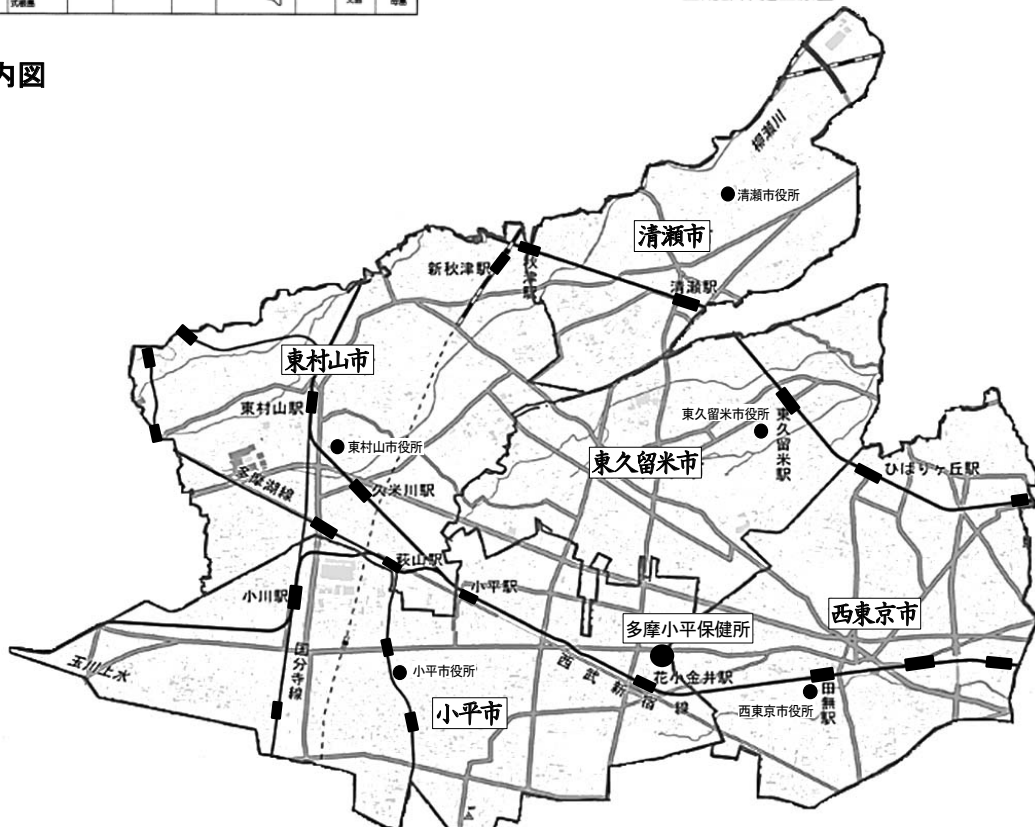 内図
柳瀬川
清瀬市役所
清瀬市
新秋津駅
秋津駅
清瀬駅
東村山市
東村山駅
東久留米市役所
東久留米駅
東村山市役所
東久留米市
ひばりヶ丘駅
多摩湖線
久米川駅
萩山駅
小平駅
小川駅
西東京市
多摩小平保健所
玉川上水
国分寺線
西武新宿線
花小金井駅
小平市役所
田無駅
小平市
西東京市役所